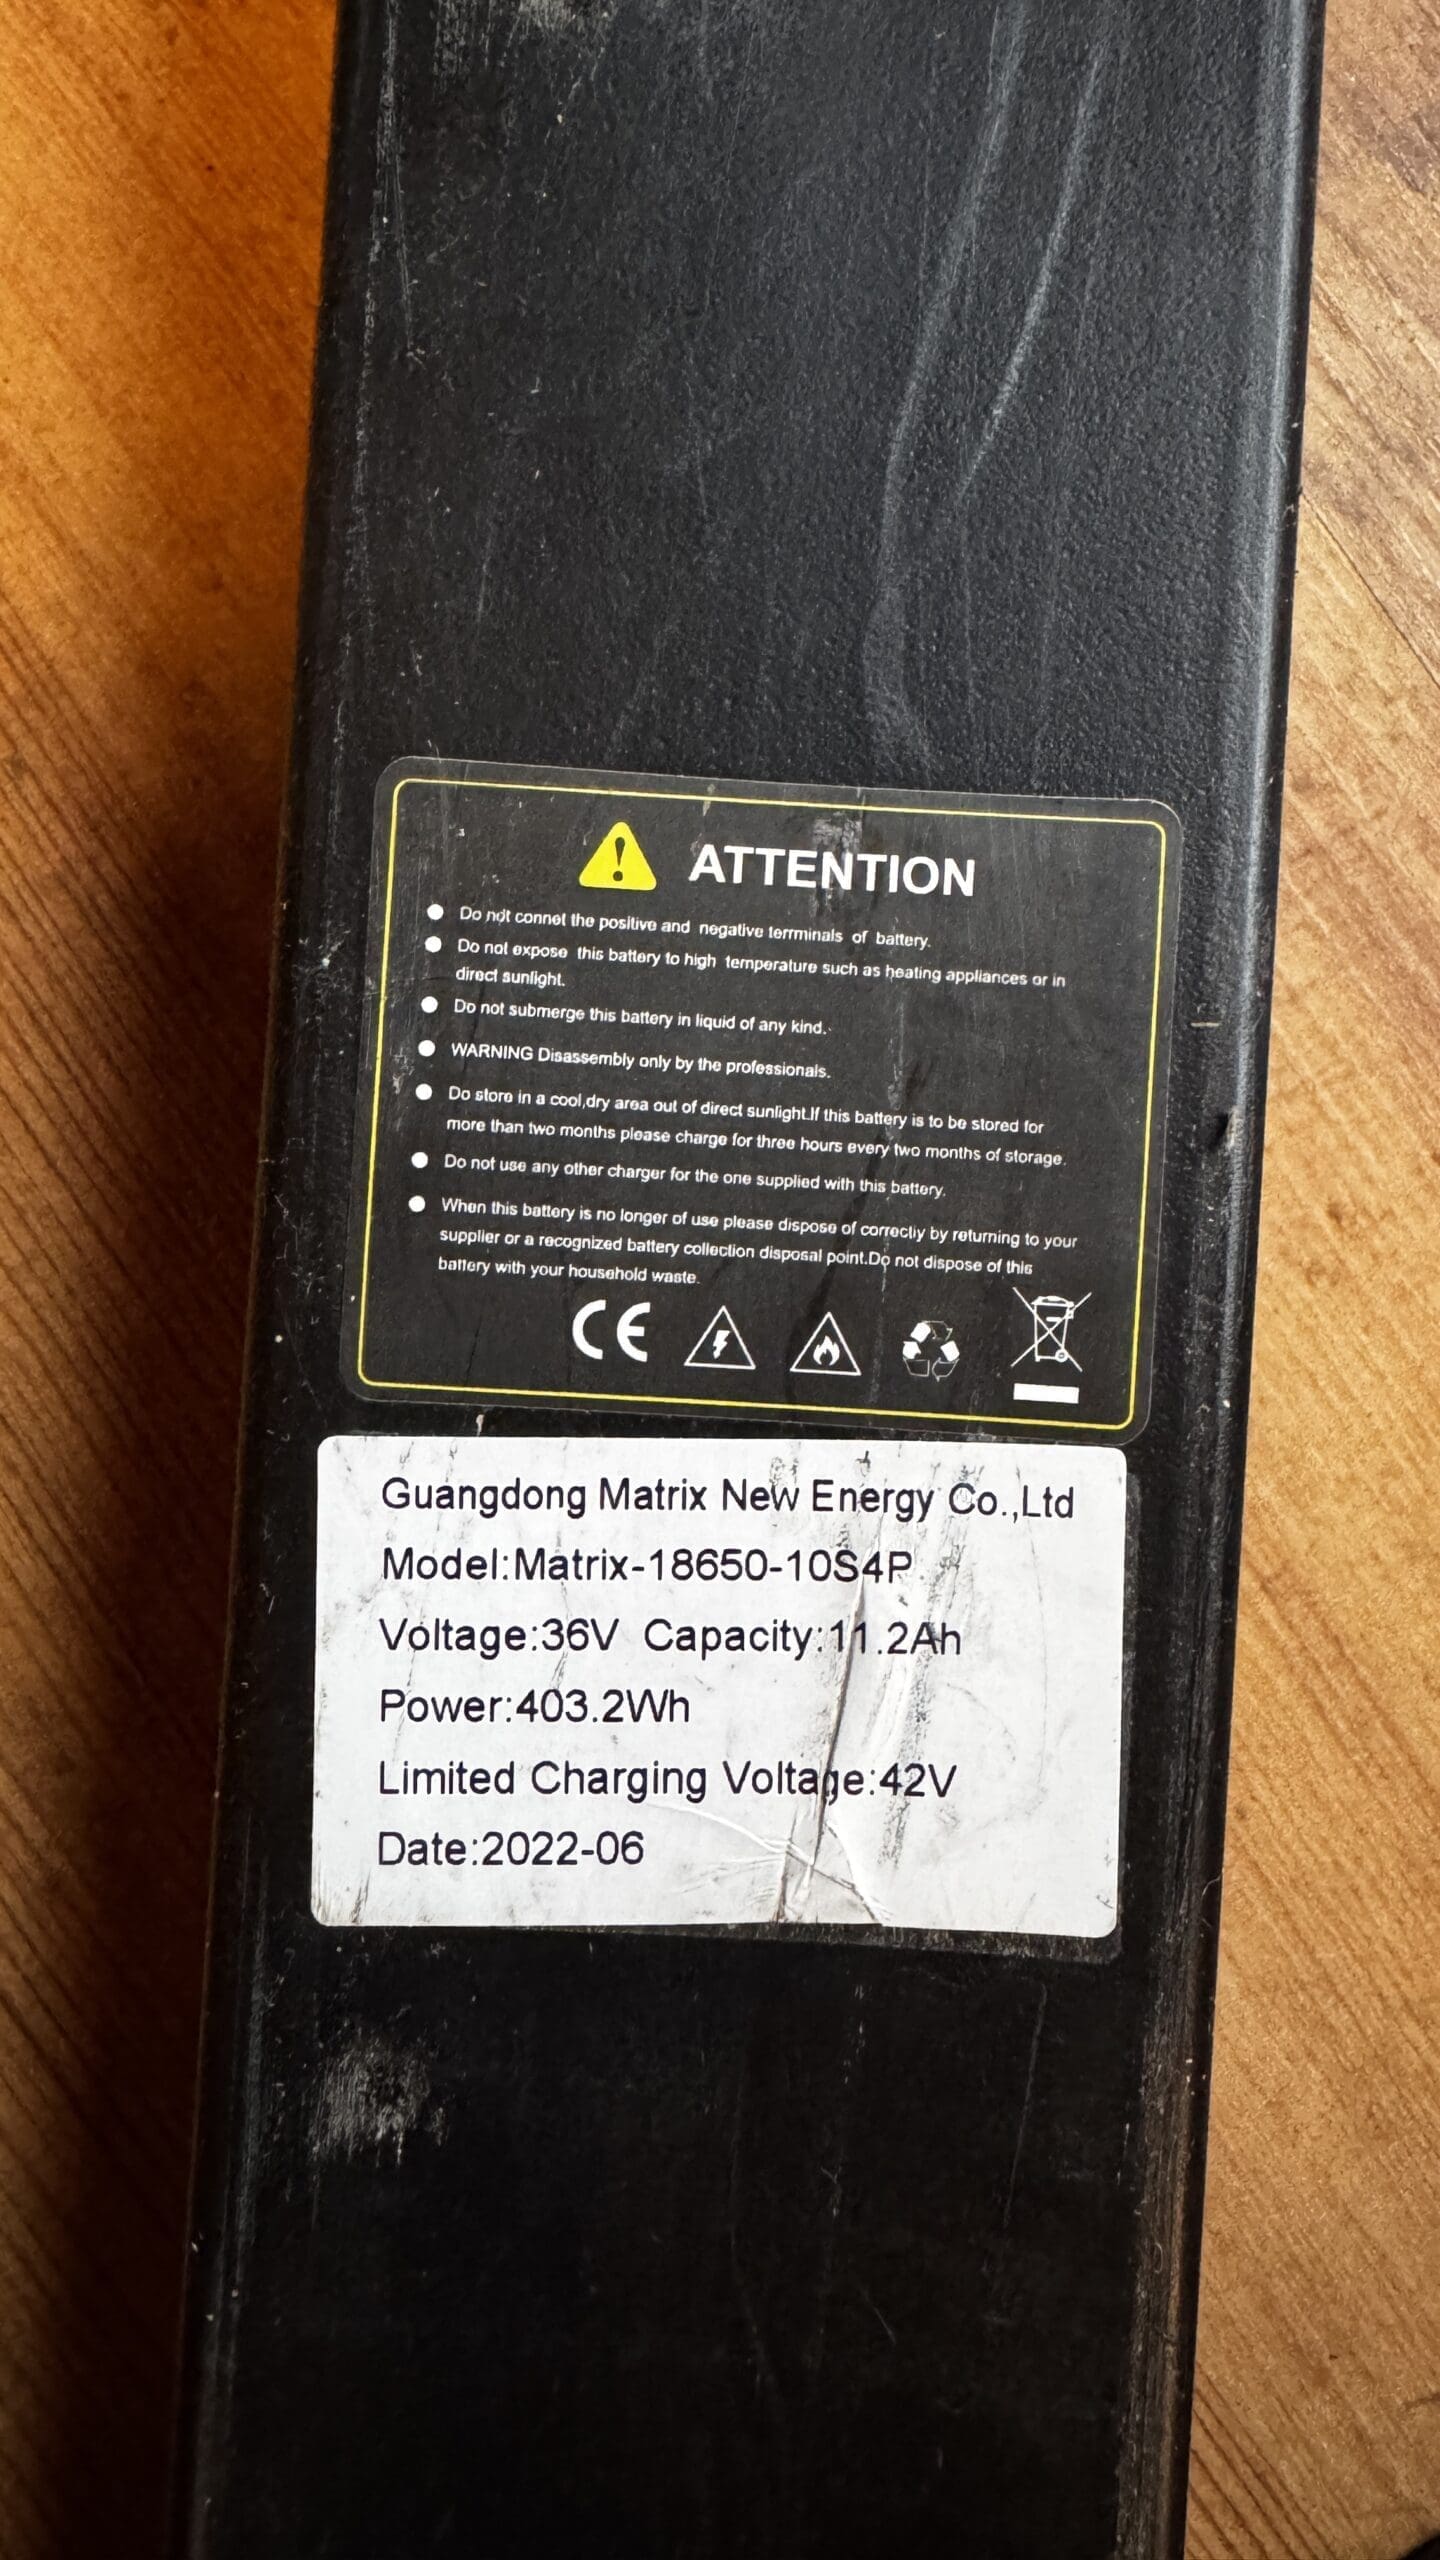 ATTENTION
Do not connet the positive and negative terrminals of battery.
Do not expose this battery to high temperature such as heating appliances or in
direct sunlight.
Do not submerge this battery in liquid of any kind.
WARNING Disassembly only by the professionals.
Do store in a cool,dry area out of direct sunlight.If this battery is to be stored for
more than two months please charge for three hours every two months of storage.
Do not use any other charger for the one supplied with this battery.
When this battery is no longer of use please dispose of correctliy by returning to your
supplier or a recognized battery collection disposal point.Do not dispose of this
battery with your household waste.
CE
Guangdong Matrix New Energy Co.,Ltd
Model:Matrix-18650-10S4P
Voltage:36V Capacity:11.2Ah
Power:403.2Wh
Limited Charging Voltage:42V
Date:2022-06